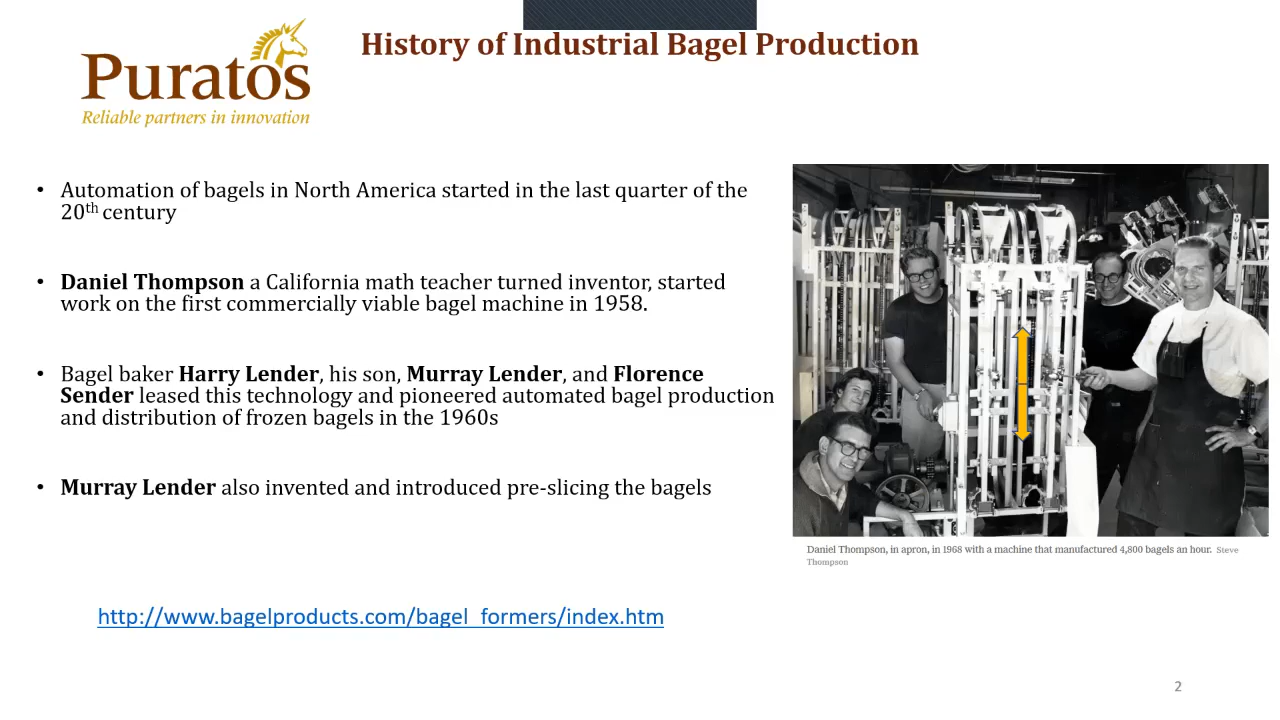 History of Industrial Bagel Production
Puratos
Reliable partners in innovation
• Automation of bagels in North America started in the last quarter of the
20th century
• Daniel Thompson a California math teacher turned inventor, started
work on the first commercially viable bagel machine in 1958.
• Bagel baker Harry Lender, his son, Murray Lender, and Florence
Sender leased this technology and pioneered automated bagel production
and distribution of frozen bagels in the 1960s
• Murray Lender also invented and introduced pre-slicing the bagels
Daniel Thompson, in apron, in 1968 with a machine that manufactured 4,800 bagels an hour. Steve
Thompson
http://www.bagelproducts.com/bagel_formers/index.htm
2